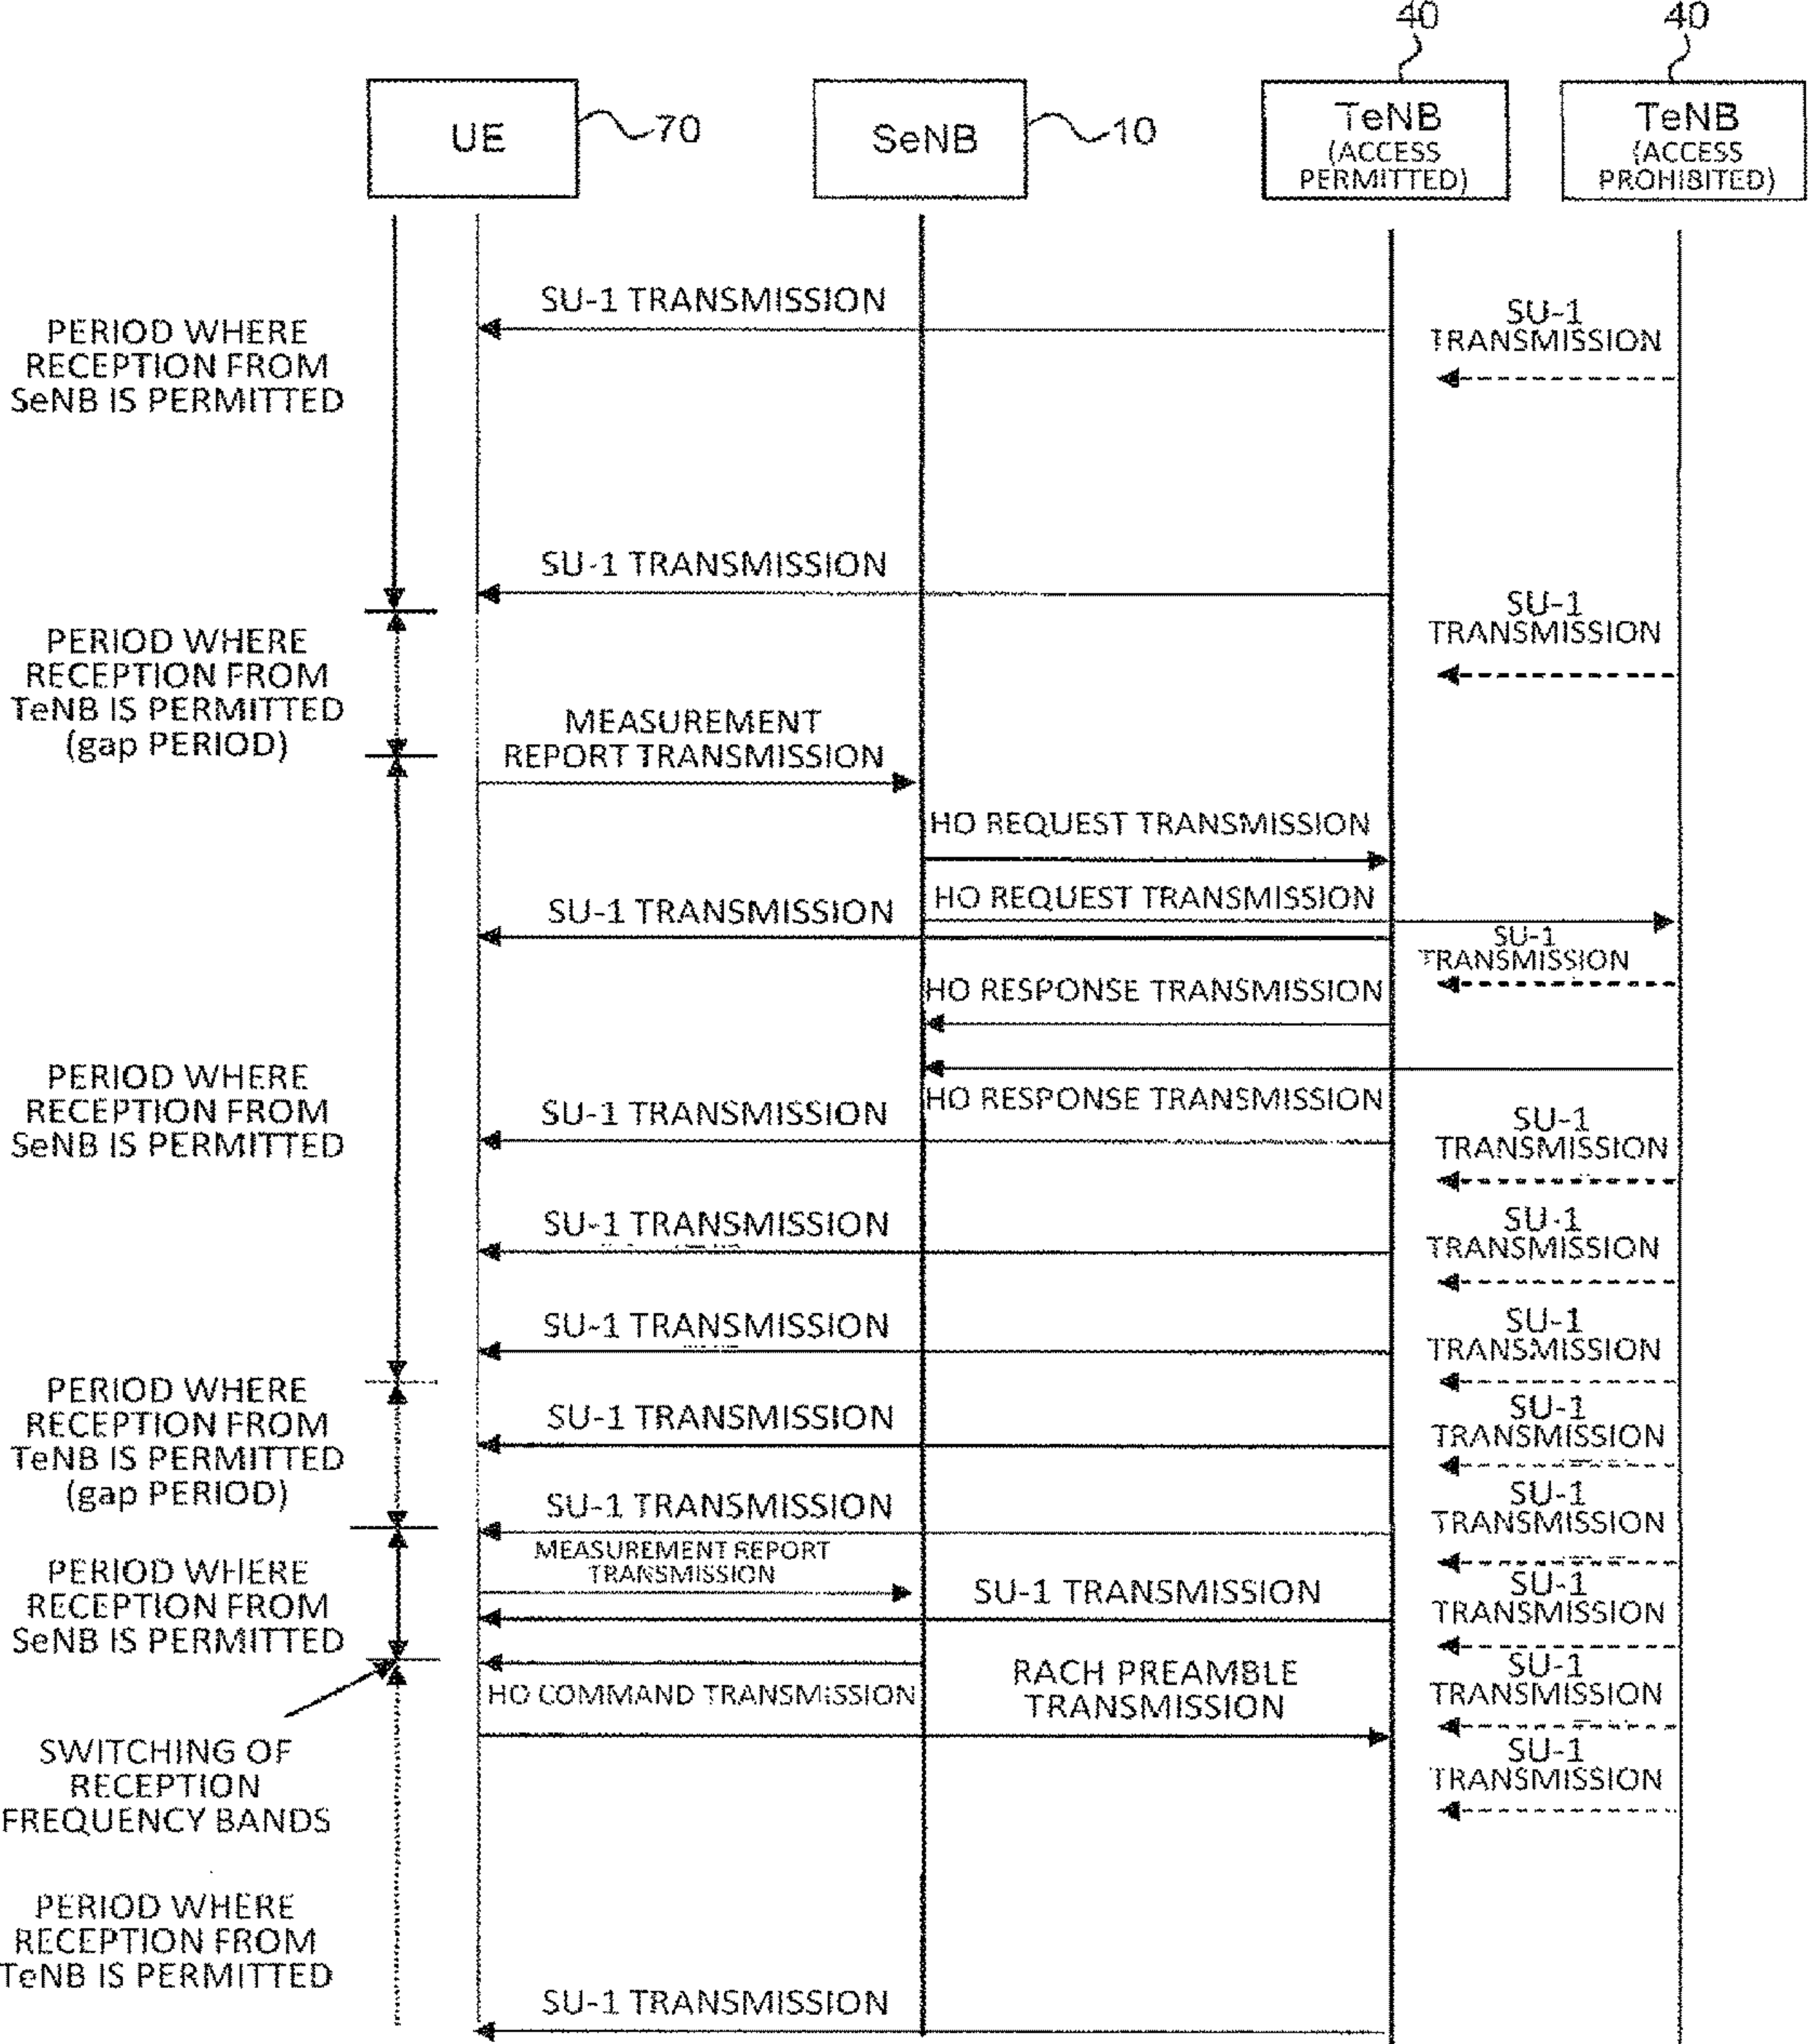 40
40
UE
70
SeNB
10
TeNB
(ACCESS
PERMITTED)
TeNB
(ACCESS
PROHIBITED)
SU-1 TRANSMISSION
SU-1
TRANSMISSION
PERIOD WHERE
RECEPTION FROM
SeNB IS PERMITTED
SU-1 TRANSMISSION
SU-1
TRANSMISSION
PERIOD WHERE
RECEPTION FROM
TeNB IS PERMITTED
(gap PERIOD)
MEASUREMENT
REPORT TRANSMISSION
HO REQUEST TRANSMISSION
HO REQUEST TRANSMISSION
SU-1 TRANSMISSION
SU-1
TRANSMISSION
HO RESPONSE TRANSMISSION
PERIOD WHERE
RECEPTION FROM
SeNB IS PERMITTED
HO RESPONSE TRANSMISSION
SU-1 TRANSMISSION
SU-1
TRANSMISSION
SU-1 TRANSMISSION
SU-1
TRANSMISSION
SU-1 TRANSMISSION
SU-1
TRANSMISSION
PERIOD WHERE
RECEPTION FROM
TeNB IS PERMITTED
(gap PERIOD)
SU-1 TRANSMISSION
SU-1
TRANSMISSION
SU-1 TRANSMISSION
SU-1
TRANSMISSION
MEASUREMENT REPORT
TRANSMISSION
PERIOD WHERE
RECEPTION FROM
SeNB IS PERMITTED
SU-1 TRANSMISSION
SU-1
TRANSMISSION
HO COMMAND TRANSMISSION
RACH PREAMBLE
TRANSMISSION
SU-1
TRANSMISSION
SWITCHING OF
RECEPTION
FREQUENCY BANDS
SU-1
TRANSMISSION
PERIOD WHERE
RECEPTION FROM
TeNB IS PERMITTED
SU-1 TRANSMISSION